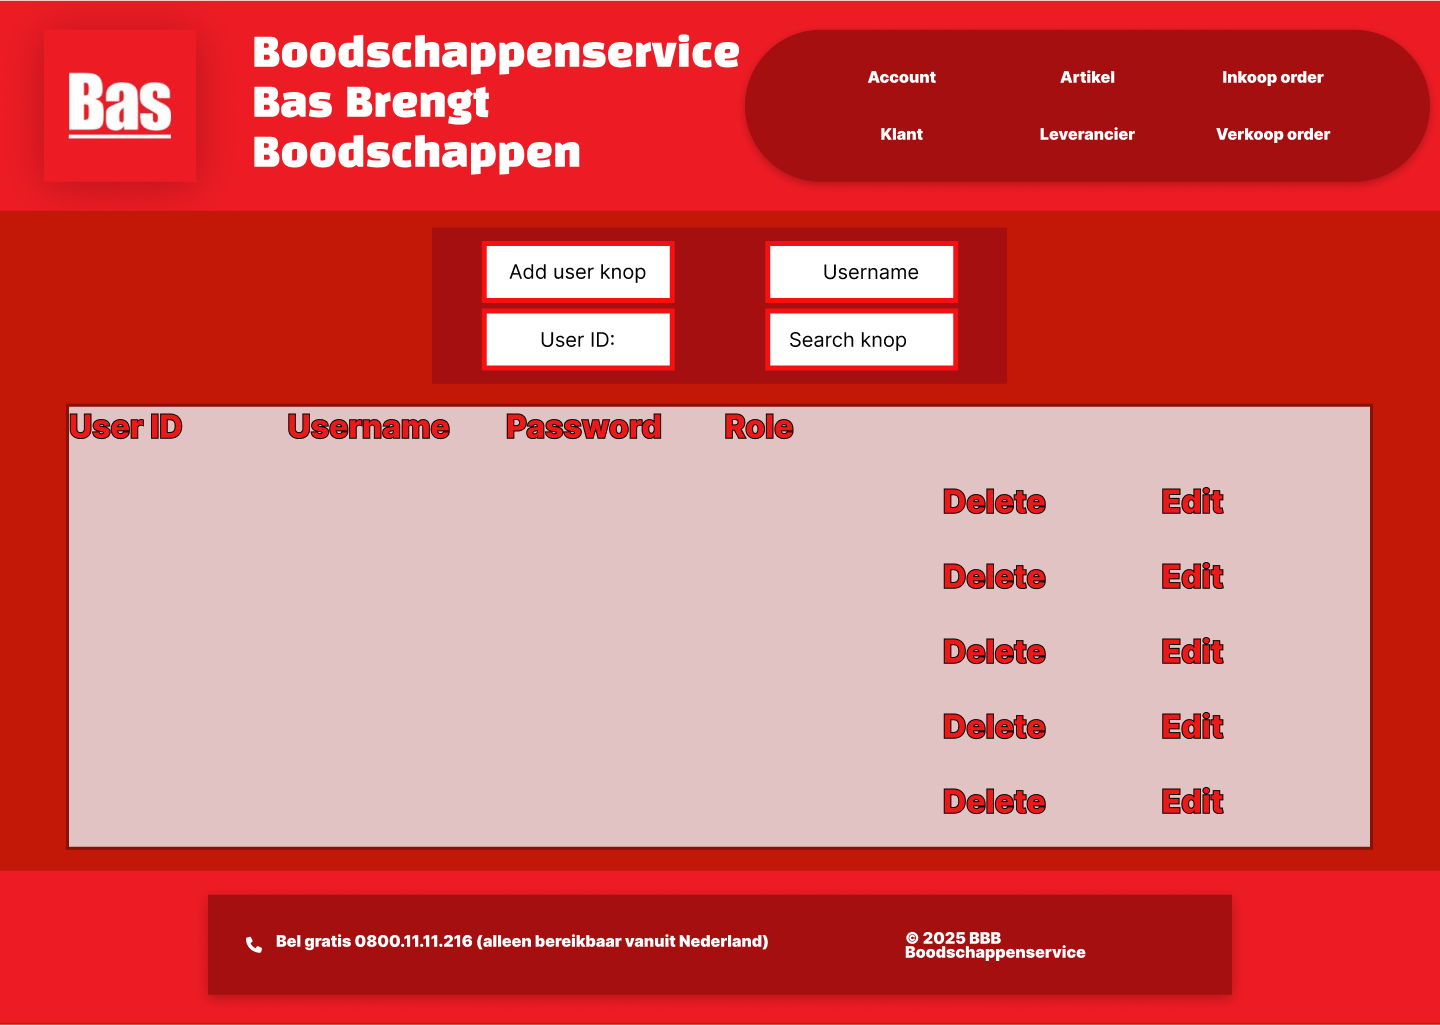 Bas
Boodschappenservice
Bas Brengt
Boodschappen
Account Artikel Inkoop order
Klant Leverancier Verkoop order
Add user knop Username
User ID: Search knop
User ID Username Password Role
Delete Edit
Delete Edit
Delete Edit
Delete Edit
Delete Edit
Bel gratis 0800.11.11.216 (alleen bereikbaar vanuit Nederland)
© 2025 BBB
Boodschappenservice